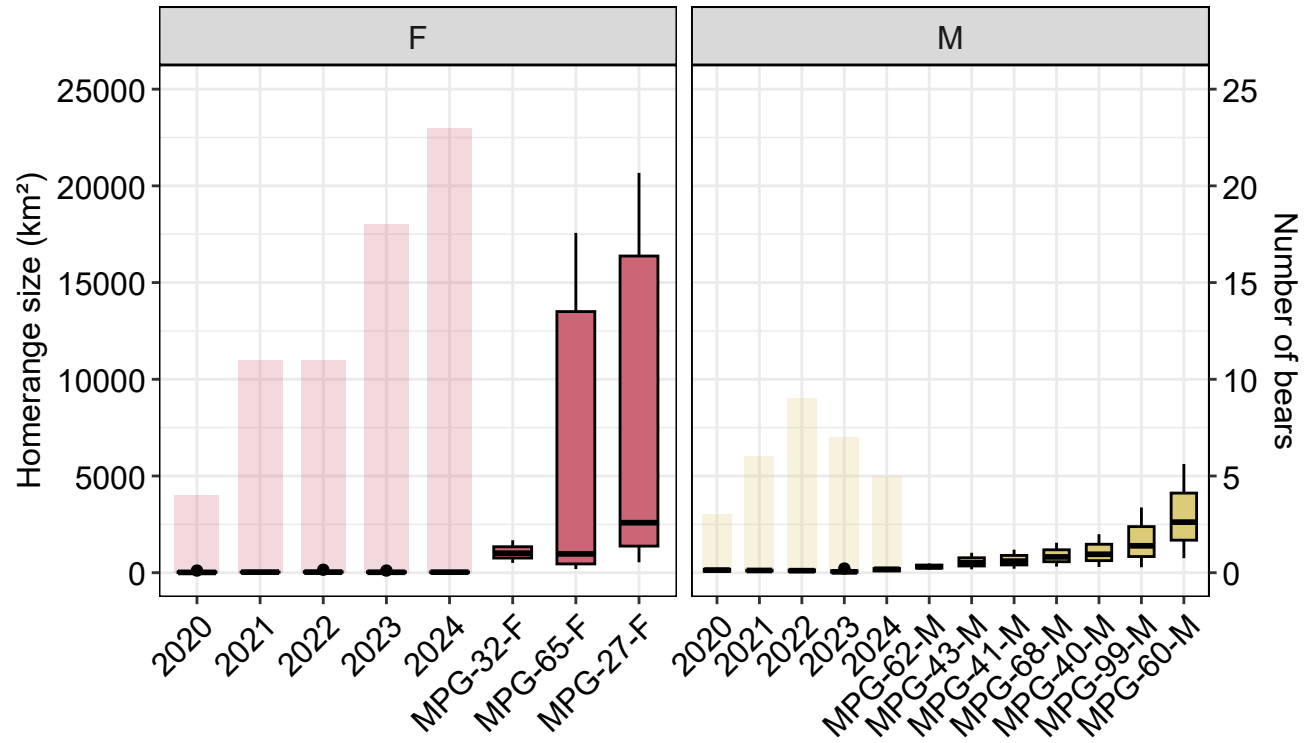 F
M
Homerange size (km²)
25000
20000
15000
10000
5000
0
25
20
15
10
5
0
Number of bears
2020
2021
2022
2023
2024
MPG-32-F
MPG-65-F
MPG-27-F
2020
2021
2022
2023
2024
MPG-62-M
MPG-43-M
MPG-41-M
MPG-68-M
MPG-40-M
MPG-99-M
MPG-60-M